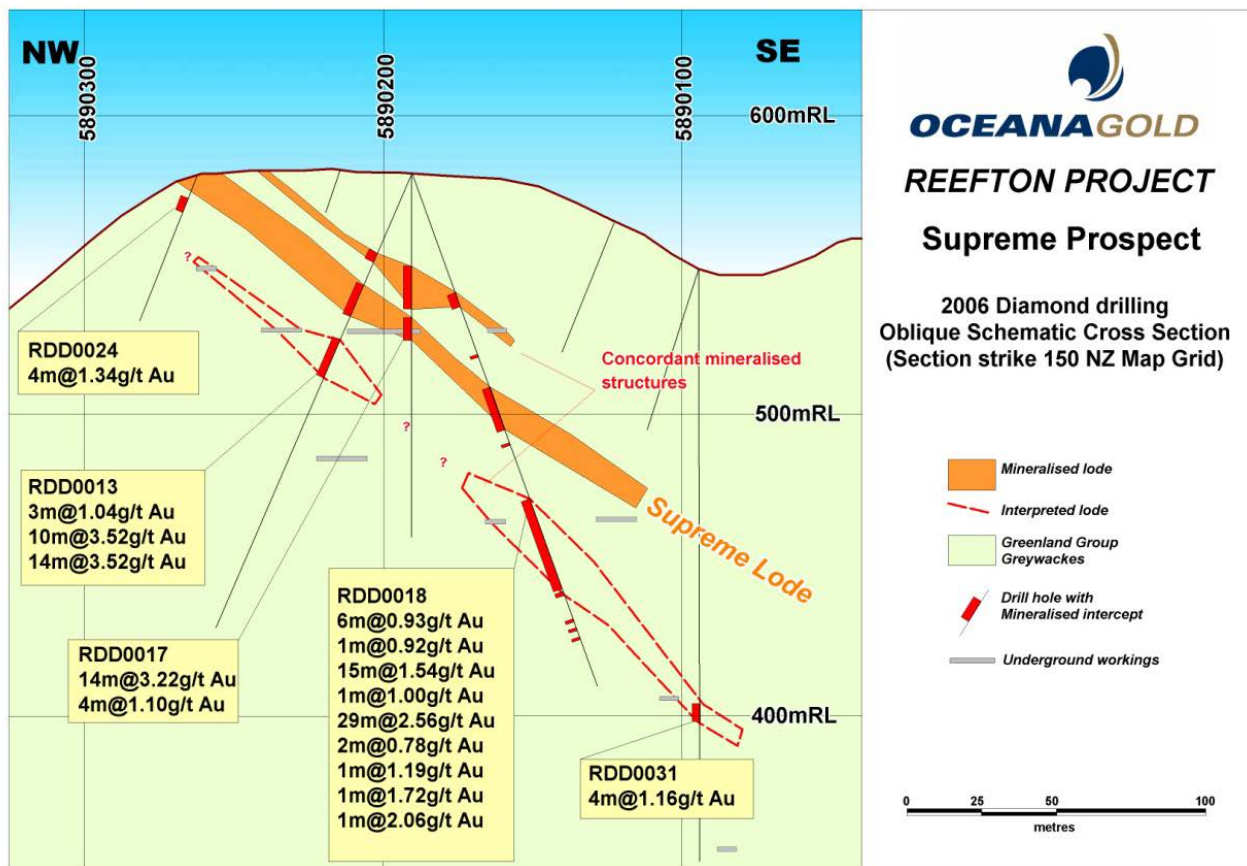 NW
SE
5890300
5890200
5890100
600mRL
500mRL
400mRL
?
?
?
Concordant mineralised
structures
Supreme Lode
RDD0024
4m@1.34g/t Au
RDD0013
3m@1.04g/t Au
10m@3.52g/t Au
14m@3.52g/t Au
RDD0017
14m@3.22g/t Au
4m@1.10g/t Au
RDD0018
6m@0.93g/t Au
1m@0.92g/t Au
15m@1.54g/t Au
1m@1.00g/t Au
29m@2.56g/t Au
2m@0.78g/t Au
1m@1.19g/t Au
1m@1.72g/t Au
1m@2.06g/t Au
RDD0031
4m@1.16g/t Au
OCEANAGOLD
REEFTON PROJECT
Supreme Prospect
2006 Diamond drilling
Oblique Schematic Cross Section
(Section strike 150 NZ Map Grid)
Mineralised lode
Interpreted lode
Greenland Group
Greywackes
Drill hole with
Mineralised intercept
Underground workings
0 25 50 100
metres